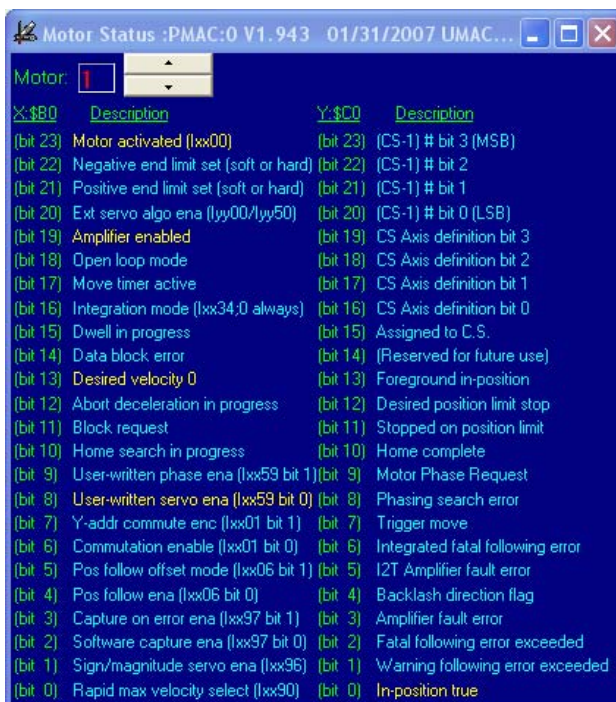 Motor Status :PMAC:0 V1.943 01/31/2007 UMAC...
Motor: 1
X:$B0 Description Y:$C0 Description
(bit 23) Motor activated (Ixx00) (bit 23) (CS-1) # bit 3 (MSB)
(bit 22) Negative end limit set (soft or hard) (bit 22) (CS-1) # bit 2
(bit 21) Positive end limit set (soft or hard) (bit 21) (CS-1) # bit 1
(bit 20) Ext servo algo ena (Iyy00/Iyy50) (bit 20) (CS-1) # bit 0 (LSB)
(bit 19) Amplifier enabled (bit 19) CS Axis definition bit 3
(bit 18) Open loop mode (bit 18) CS Axis definition bit 2
(bit 17) Move timer active (bit 17) CS Axis definition bit 1
(bit 16) Integration mode (Ixx34;0 always) (bit 16) CS Axis definition bit 0
(bit 15) Dwell in progress (bit 15) Assigned to C.S.
(bit 14) Data block error (bit 14) (Reserved for future use)
(bit 13) Desired velocity 0 (bit 13) Foreground in-position
(bit 12) Abort deceleration in progress (bit 12) Desired position limit stop
(bit 11) Block request (bit 11) Stopped on position limit
(bit 10) Home search in progress (bit 10) Home complete
(bit 9) User-written phase ena (Ixx59 bit 1) (bit 9) Motor Phase Request
(bit 8) User-written servo ena (Ixx59 bit 0) (bit 8) Phasing search error
(bit 7) Y-addr commute enc (Ixx01 bit 1) (bit 7) Trigger move
(bit 6) Commutation enable (Ixx01 bit 0) (bit 6) Integrated fatal following error
(bit 5) Pos follow offset mode (Ixx06 bit 1) (bit 5) I2T Amplifier fault error
(bit 4) Pos follow ena (Ixx06 bit 0) (bit 4) Backlash direction flag
(bit 3) Capture on error ena (Ixx97 bit 1) (bit 3) Amplifier fault error
(bit 2) Software capture ena (Ixx97 bit 0) (bit 2) Fatal following error exceeded
(bit 1) Sign/magnitude servo ena (Ixx96) (bit 1) Warning following error exceeded
(bit 0) Rapid max velocity select (Ixx90) (bit 0) In-position true